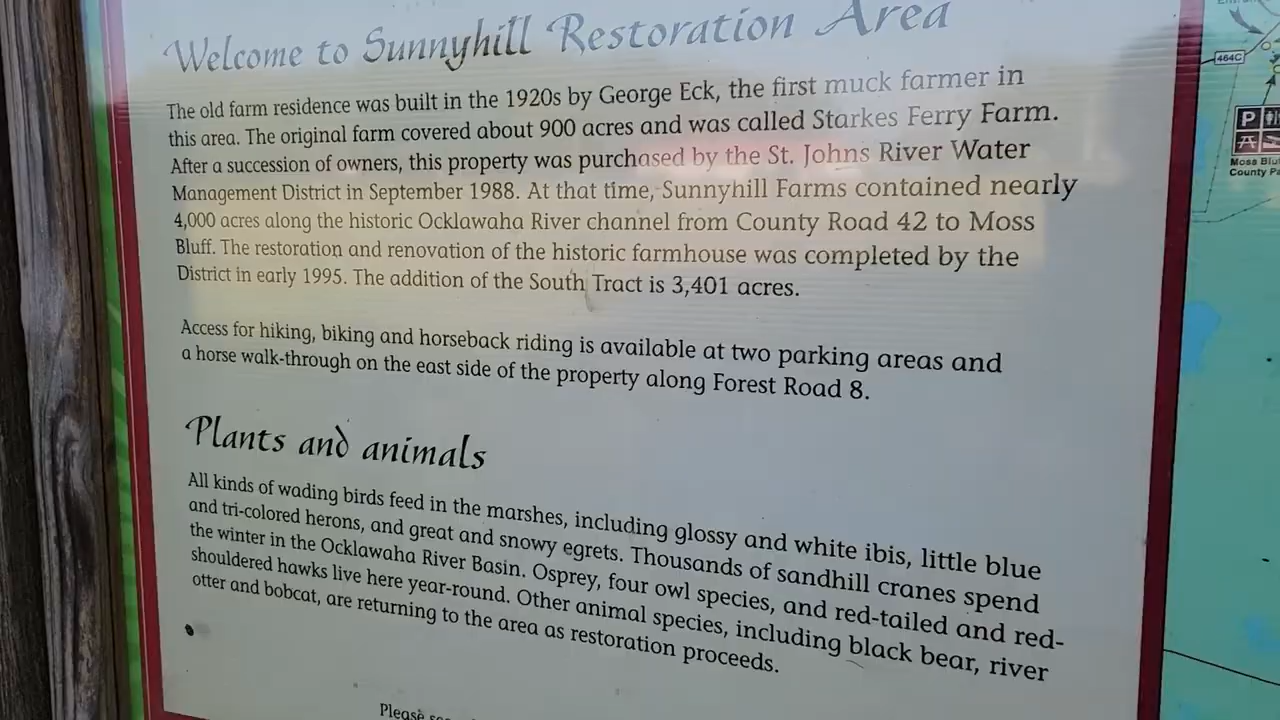 Welcome to Sunnyhill Restoration Area
The old farm residence was built in the 1920s by George Eck, the first muck farmer in
this area. The original farm covered about 900 acres and was called Starkes Ferry Farm.
After a succession of owners, this property was purchased by the St. Johns River Water
Management District in September 1988. At that time, Sunnyhill Farms contained nearly
4,000 acres along the historic Ocklawaha River channel from County Road 42 to Moss
Bluff. The restoration and renovation of the historic farmhouse was completed by the
District in early 1995. The addition of the South Tract is 3,401 acres.
Access for hiking, biking and horseback riding is available at two parking areas and
a horse walk-through on the east side of the property along Forest Road 8.
Plants and animals
All kinds of wading birds feed in the marshes, including glossy and white ibis, little blue
and tri-colored herons, and great and snowy egrets. Thousands of sandhill cranes spend
the winter in the Ocklawaha River Basin. Osprey, four owl species, and red-tailed and red-
shouldered hawks live here year-round. Other animal species, including black bear, river
otter and bobcat, are returning to the area as restoration proceeds.
Please
464C
P
Moss
County